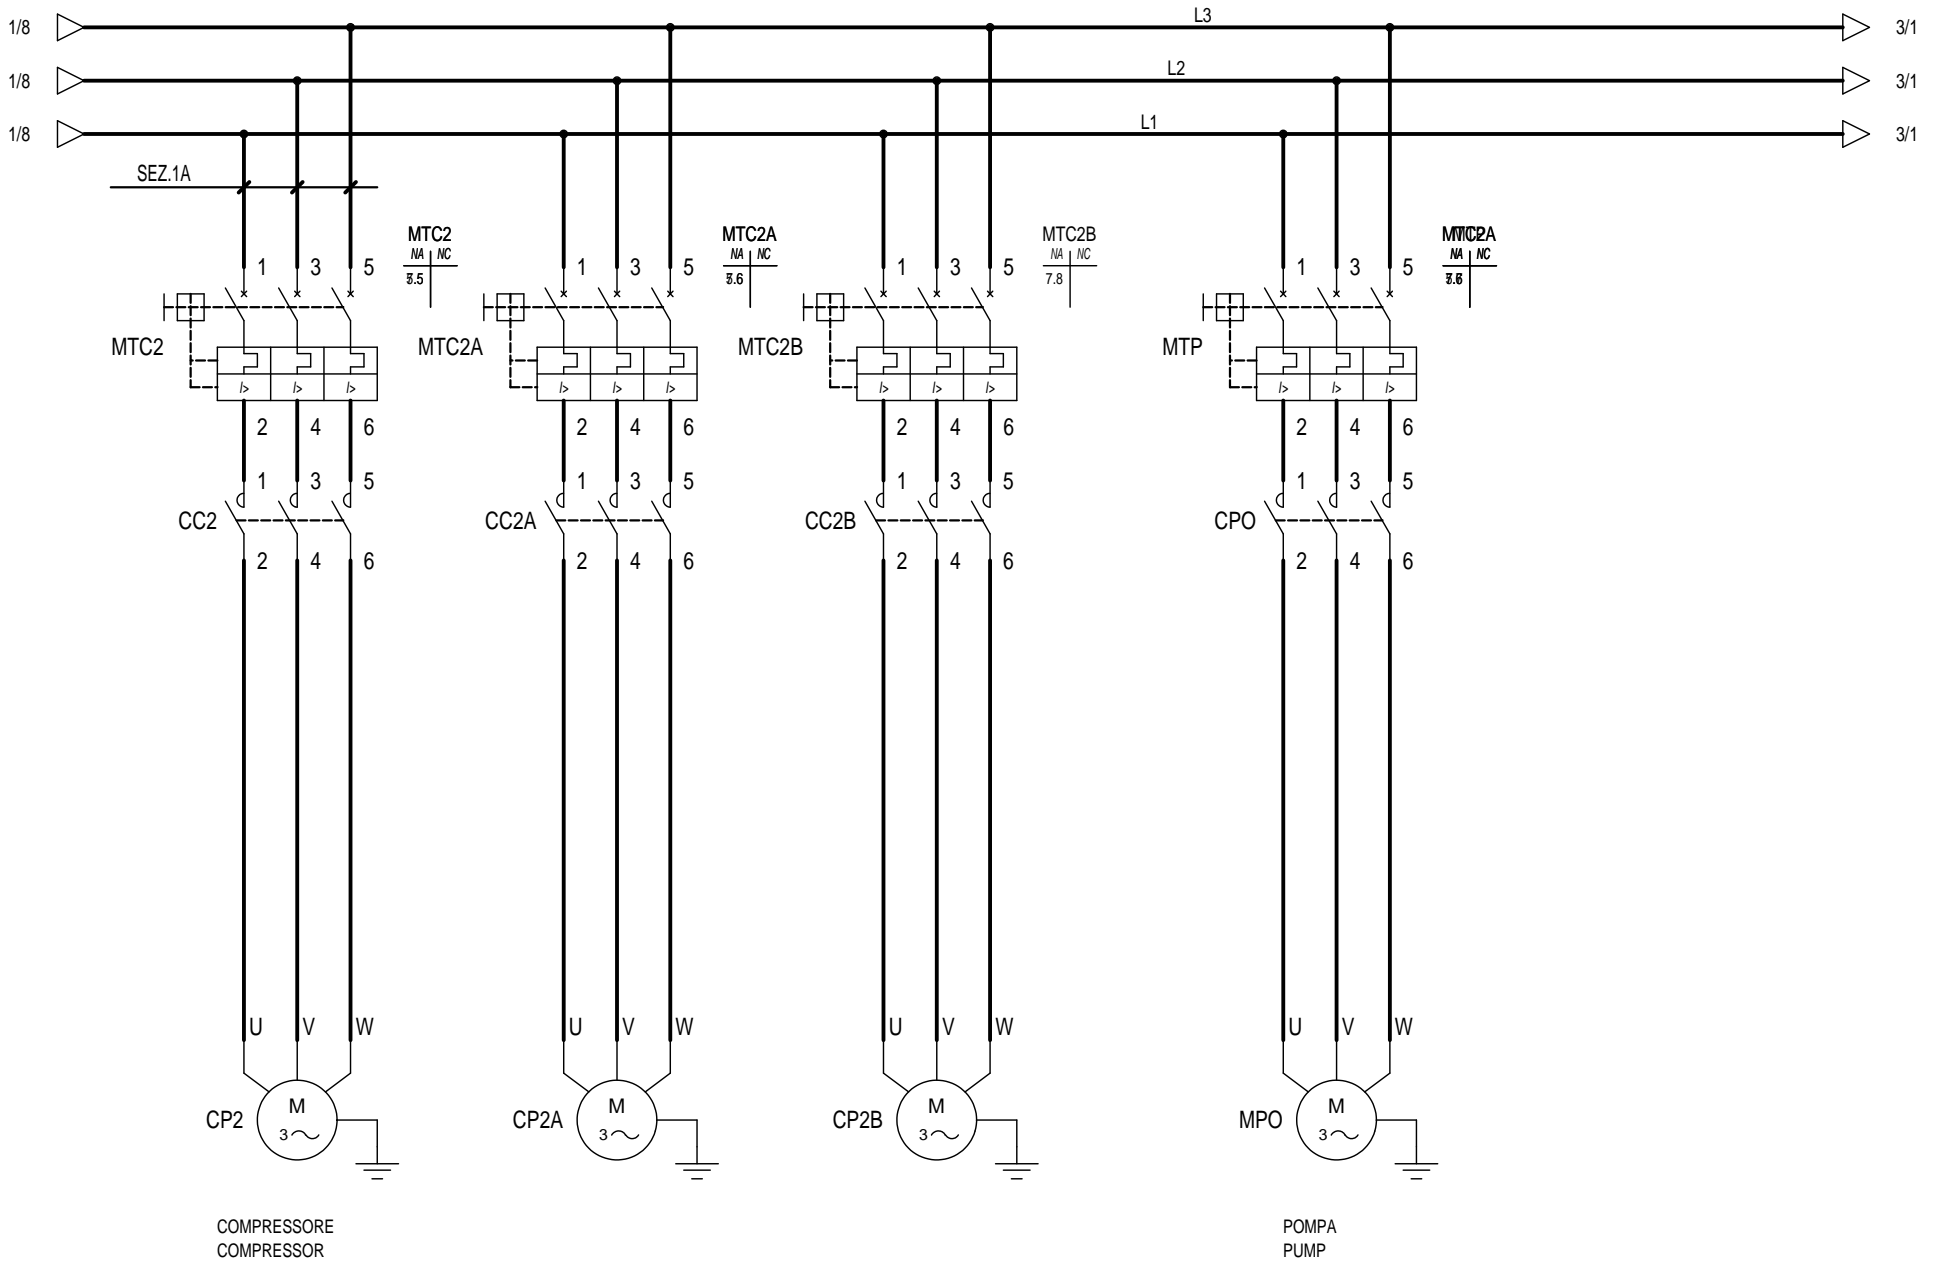 1/8 L3 3/1
1/8 L2 3/1
1/8 L1 3/1
SEZ.1A
MTC2 MTC2A MTC2B
NA NC NA NC NA NC NA NC
7.8
1 3 5 1 3 5 1 3 5 1 3 5
MTC2 MTC2A MTC2B MTP
I> I> I> I> I> I> I> I> I> I> I> I>
2 4 6 2 4 6 2 4 6 2 4 6
1 3 5 1 3 5 1 3 5 1 3 5
CC2 CC2A CC2B CPO
2 4 6 2 4 6 2 4 6 2 4 6
U V W U V W U V W U V W
M M M M
CP2 CP2A CP2B MPO
3 3 3 3
COMPRESSORE POMPA
COMPRESSOR PUMP